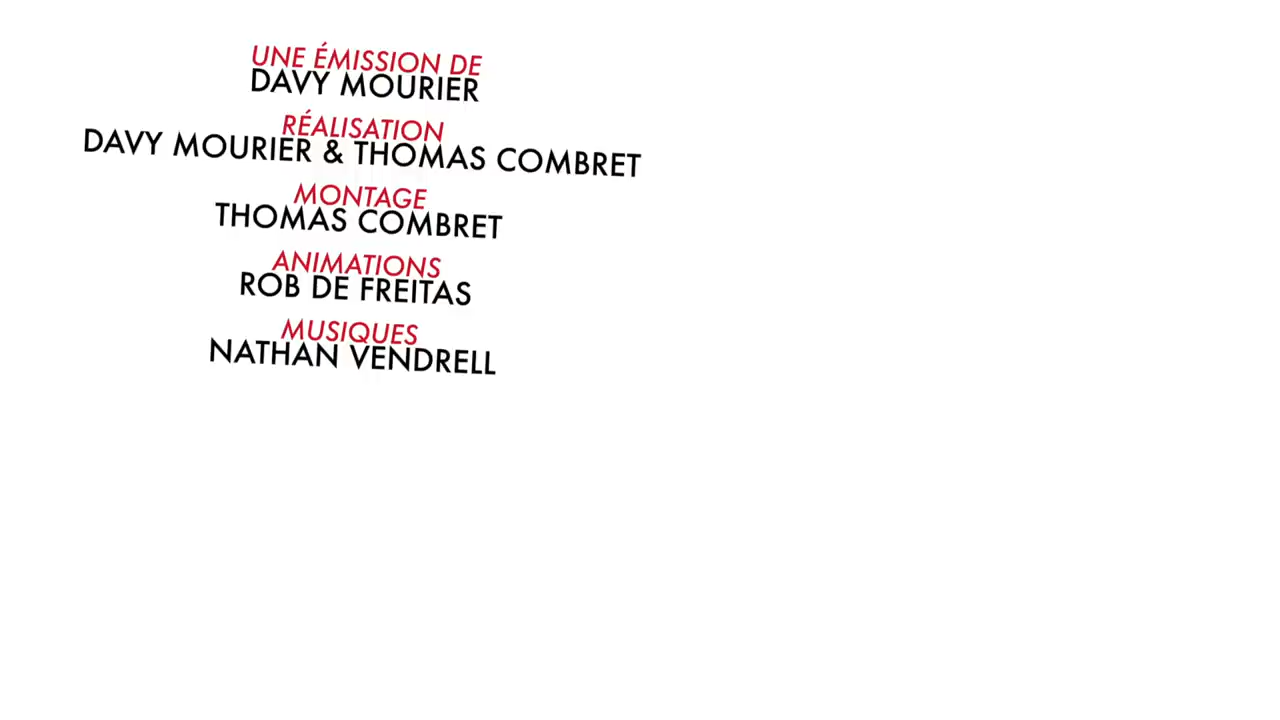 UNE ÉMISSION DE
DAVY MOURIER
RÉALISATION
DAVY MOURIER & THOMAS COMBRET
MONTAGE
THOMAS COMBRET
ANIMATIONS
ROB DE FREITAS
MUSIQUES
NATHAN VENDRELL